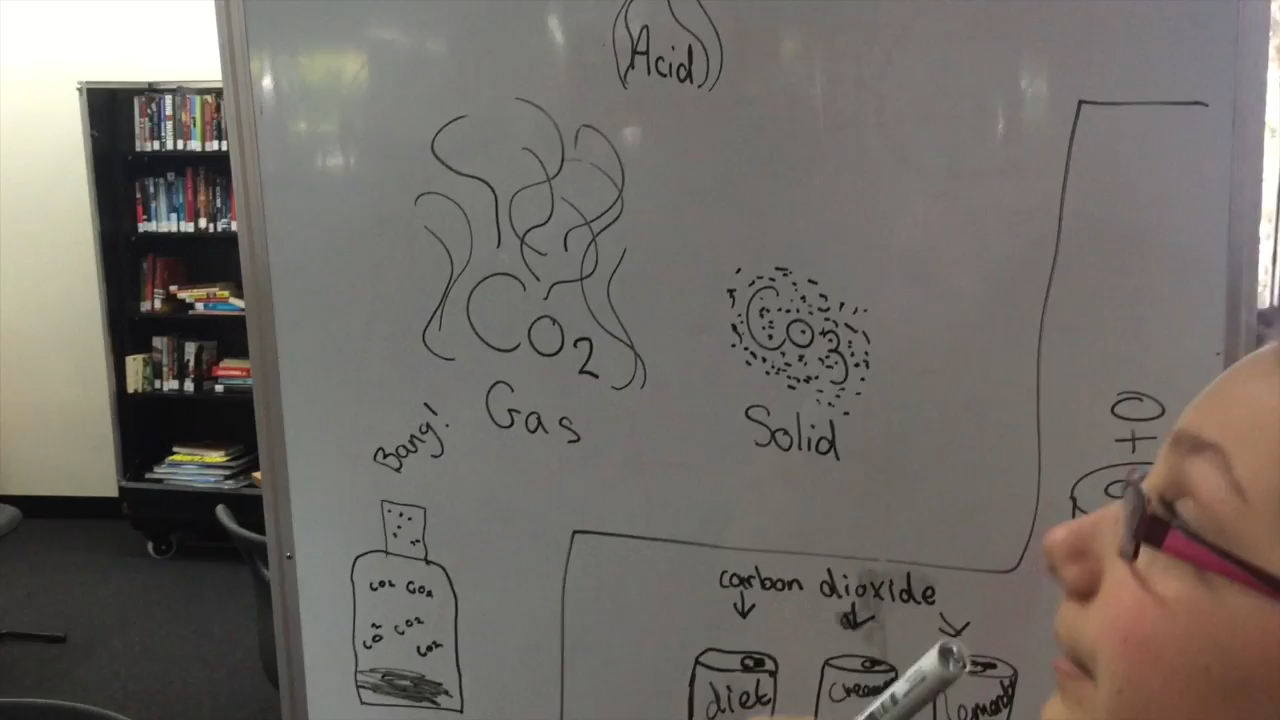 Acid
CO2
Gas
CO3
Solid
Bang!
CO2 CO2
CO2 CO2
CO2
carbon dioxide
diet
O+